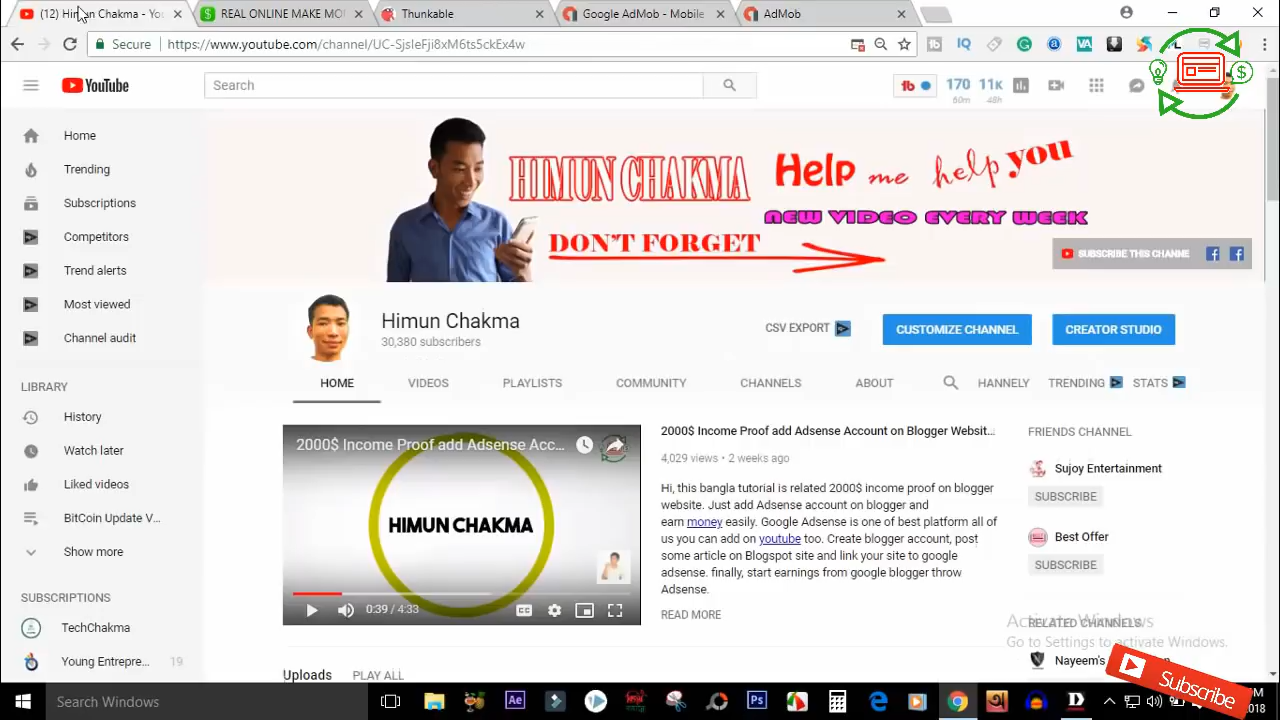 (12) Himun Chakma - Yo
REAL ONLINE MAKE MO
Thunkable
Google AdMob - Mobile
AdMob
Secure
https://www.youtube.com/channel/UC-SjsIeFji8xM6ts5ckEx4w
YouTube
Search
170
60m
11K
48h
HIMUN CHAKMA
Help me help you
NEW VIDEO EVERY WEEK
DON'T FORGET
SUBSCRIBE THIS CHANNE
Home
Trending
Subscriptions
Competitors
Trend alerts
Most viewed
Channel audit
LIBRARY
History
Watch later
Liked videos
BitCoin Update V...
Show more
SUBSCRIPTIONS
TechChakma
Young Entrepre...
19
Himun Chakma
30,380 subscribers
CSV EXPORT
CUSTOMIZE CHANNEL
CREATOR STUDIO
HOME
VIDEOS
PLAYLISTS
COMMUNITY
CHANNELS
ABOUT
HANNELY
TRENDING
STATS
2000$ Income Proof add Adsense Acc...
HIMUN CHAKMA
0:39 / 4:33
2000$ Income Proof add Adsense Account on Blogger Websit...
4,029 views • 2 weeks ago
Hi, this bangla tutorial is related 2000$ income proof on blogger
website. Just add Adsense account on blogger and
earn money easily. Google Adsense is one of best platform all of
us you can add on youtube too. Create blogger account, post
some article on Blogspot site and link your site to google
adsense. finally, start earnings from google blogger throw
Adsense.
READ MORE
FRIENDS CHANNEL
Sujoy Entertainment
SUBSCRIBE
Best Offer
SUBSCRIBE
RELATED CHANNELS
Activate Windows
Go to Settings to activate Windows.
Nayeem's
Uploads
PLAY ALL
Subscribe
Search Windows
Ae
Ps